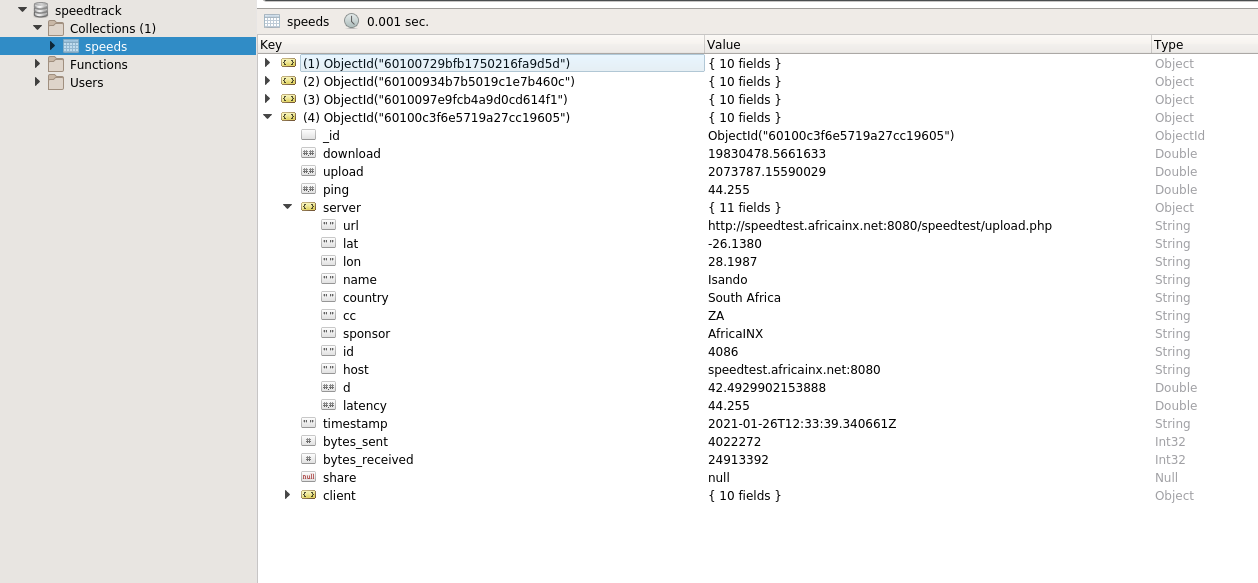 speedtrack
Collections (1)
speeds
Functions
Users
speeds 0.001 sec.
Key Value Type
(1) ObjectId("60100729bfb1750216fa9d5d") { 10 fields } Object
(2) ObjectId("60100934b7b5019c1e7b460c") { 10 fields } Object
(3) ObjectId("6010097e9fcb4a9d0cd614f1") { 10 fields } Object
(4) ObjectId("60100c3f6e5719a27cc19605") { 10 fields } Object
_id ObjectId("60100c3f6e5719a27cc19605") ObjectId
## download 19830478.5661633 Double
## upload 2073787.15590029 Double
## ping 44.255 Double
server { 11 fields } Object
"" url http://speedtest.africainx.net:8080/speedtest/upload.php String
"" lat -26.1380 String
"" lon 28.1987 String
"" name Isando String
"" country South Africa String
"" cc ZA String
"" sponsor AfricaINX String
"" id 4086 String
"" host speedtest.africainx.net:8080 String
## d 42.4929902153888 Double
## latency 44.255 Double
"" timestamp 2021-01-26T12:33:39.340661Z String
# bytes_sent 4022272 Int32
# bytes_received 24913392 Int32
null share null Null
client { 10 fields } Object